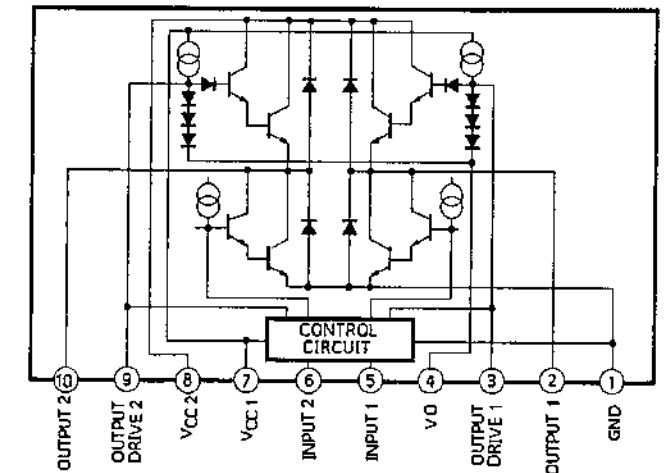 CONTROL
CIRCUIT
10 9 8 7 6 5 4 3 2 1
OUTPUT 2
OUTPUT
DRIVE 2
VCC 2
VCC 1
INPUT 2
INPUT 1
VO
OUTPUT
DRIVE 1
OUTPUT 1
GND